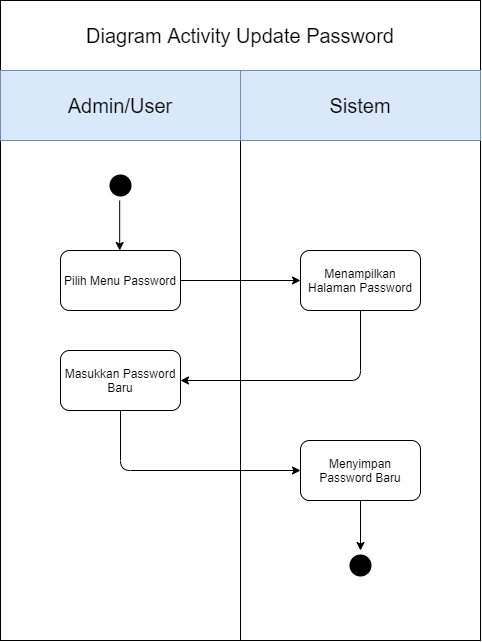 Diagram Activity Update Password
Admin/User
Sistem
Pilih Menu Password
Menampilkan
Halaman Password
Masukkan Password
Baru
Menyimpan
Password Baru